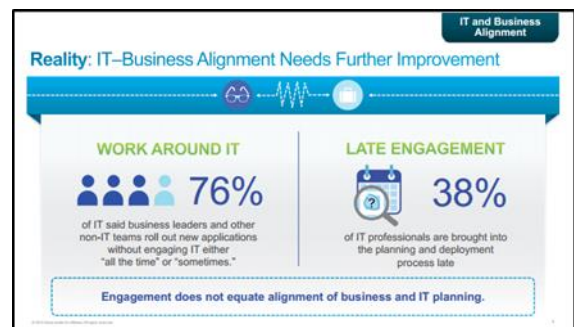 IT and Business
Alignment
Reality: IT–Business Alignment Needs Further Improvement
WORK AROUND IT
76%
of IT said business leaders and other
non-IT teams roll out new applications
without engaging IT either
“all the time” or “sometimes.”
LATE ENGAGEMENT
?
38%
of IT professionals are brought into
the planning and deployment
process late
Engagement does not equate alignment of business and IT planning.